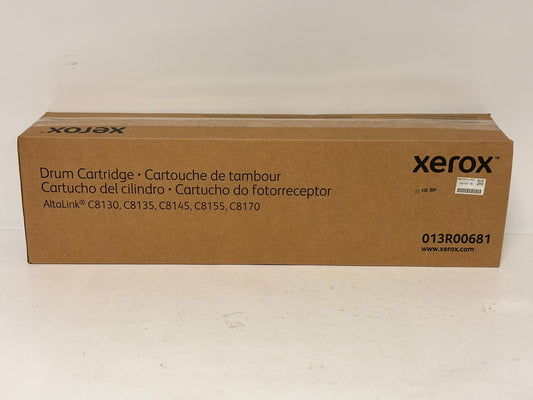 xerox
Drum Cartridge • Cartouche de tambour
Cartucho del cilindro • Cartucho do fotorreceptor
AltaLink® C8130, C8135, C8145, C8155, C8170
xerox™
013R00681
www.xerox.com